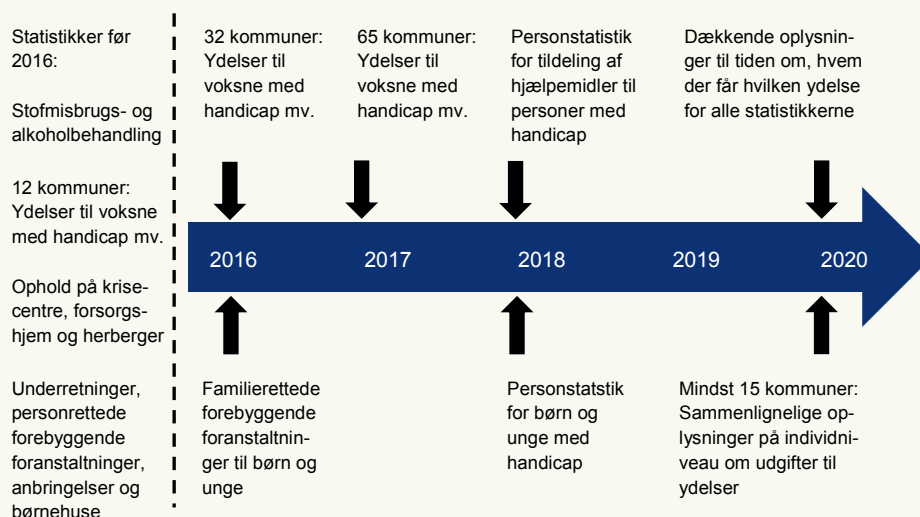 Statistikker før
2016:
Stofmisbrugs- og
alkoholbehandling
12 kommuner:
Ydelser til voksne
med handicap mv.
Ophold på krise-
centre, forsorgs-
hjem og herberger
Underretninger,
personrettede
forebyggende
foranstaltninger,
anbringelser og
børnehuse
32 kommuner:
Ydelser til
voksne med
handicap mv.
65 kommuner:
Ydelser til
voksne med
handicap mv.
Personstatistik
for tildeling af
hjælpemidler til
personer med
handicap
Dækkende oplysnin-
ger til tiden om, hvem
der får hvilken ydelse
for alle statistikkerne
2016
2017
2018
2019
2020
Familierettede
forebyggende
foranstaltnin-
ger til børn og
unge
Personstatstik
for børn og
unge med
handicap
Mindst 15 kommuner:
Sammenlignelige op-
lysninger på individni-
veau om udgifter til
ydelser